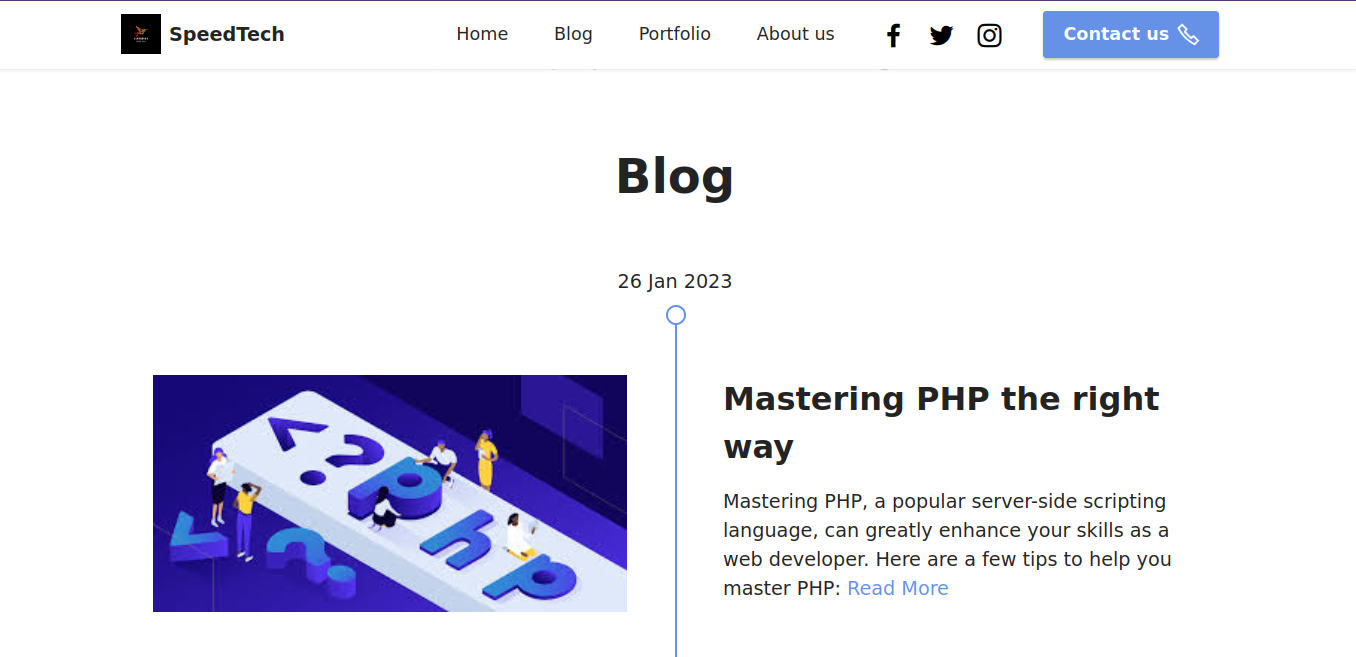 SpeedTech Home Blog Portfolio About us Contact us
Blog
26 Jan 2023
<?
php
?>
Mastering PHP the right
way
Mastering PHP, a popular server-side scripting
language, can greatly enhance your skills as a
web developer. Here are a few tips to help you
master PHP: Read More